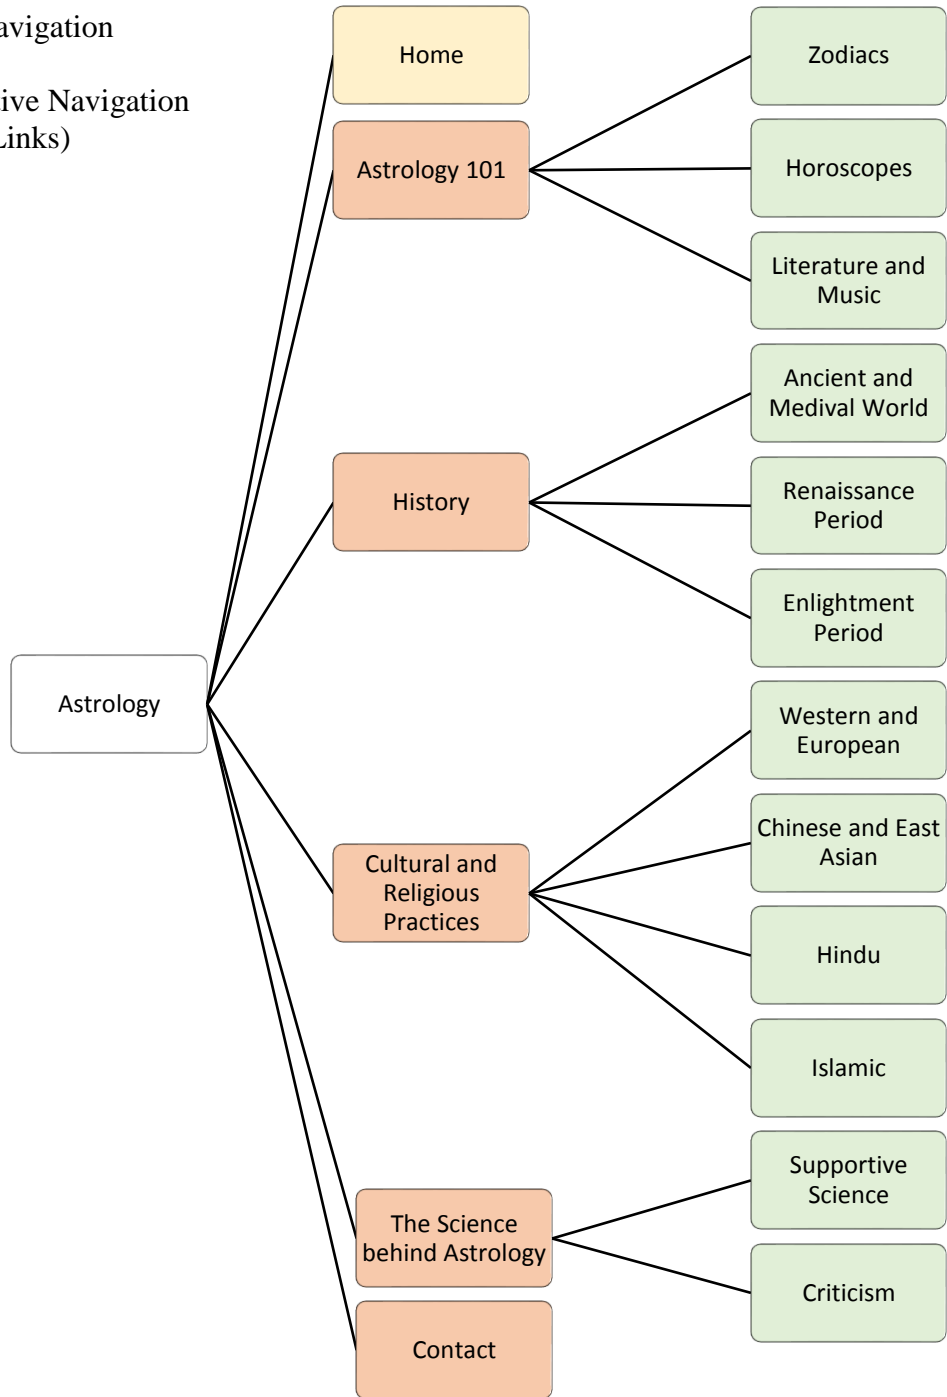 avigation
tive Navigation
Links)
Home
Astrology 101
Zodiacs
Horoscopes
Literature and
Music
History
Ancient and
Medival World
Renaissance
Period
Enlightment
Period
Astrology
Cultural and
Religious
Practices
Western and
European
Chinese and East
Asian
Hindu
Islamic
The Science
behind Astrology
Supportive
Science
Criticism
Contact